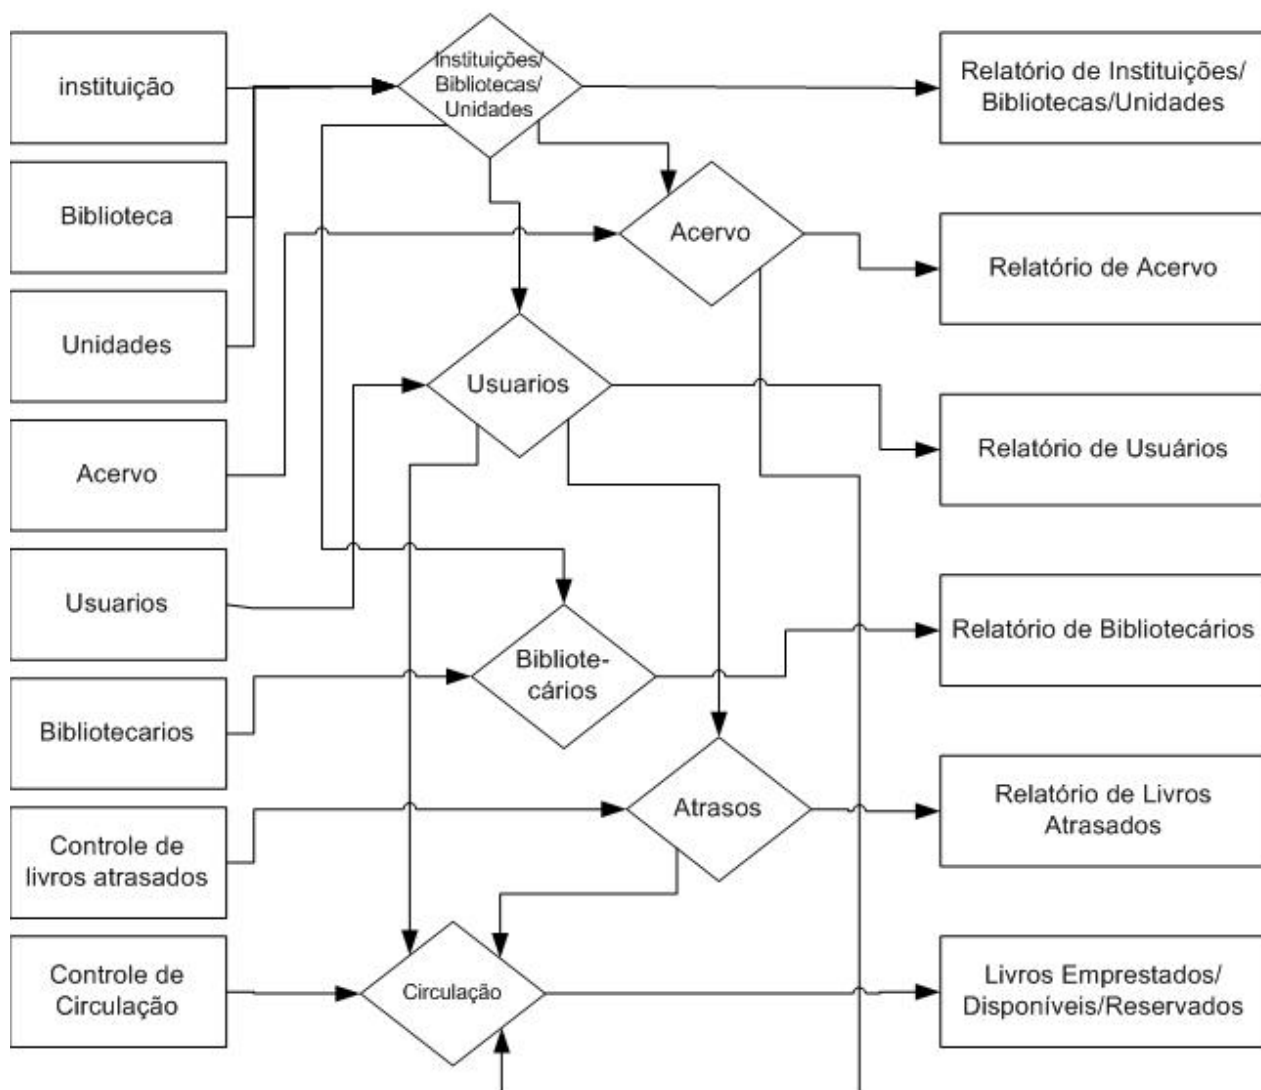 instituição
Biblioteca
Unidades
Acervo
Usuarios
Bibliotecarios
Controle de
livros atrasados
Controle de
Circulação
Instituições/
Bibliotecas/
Unidades
Acervo
Usuarios
Bibliote-
cários
Atrasos
Circulação
Relatório de Instituições/
Bibliotecas/Unidades
Relatório de Acervo
Relatório de Usuários
Relatório de Bibliotecários
Relatório de Livros
Atrasados
Livros Emprestados/
Disponíveis/Reservados